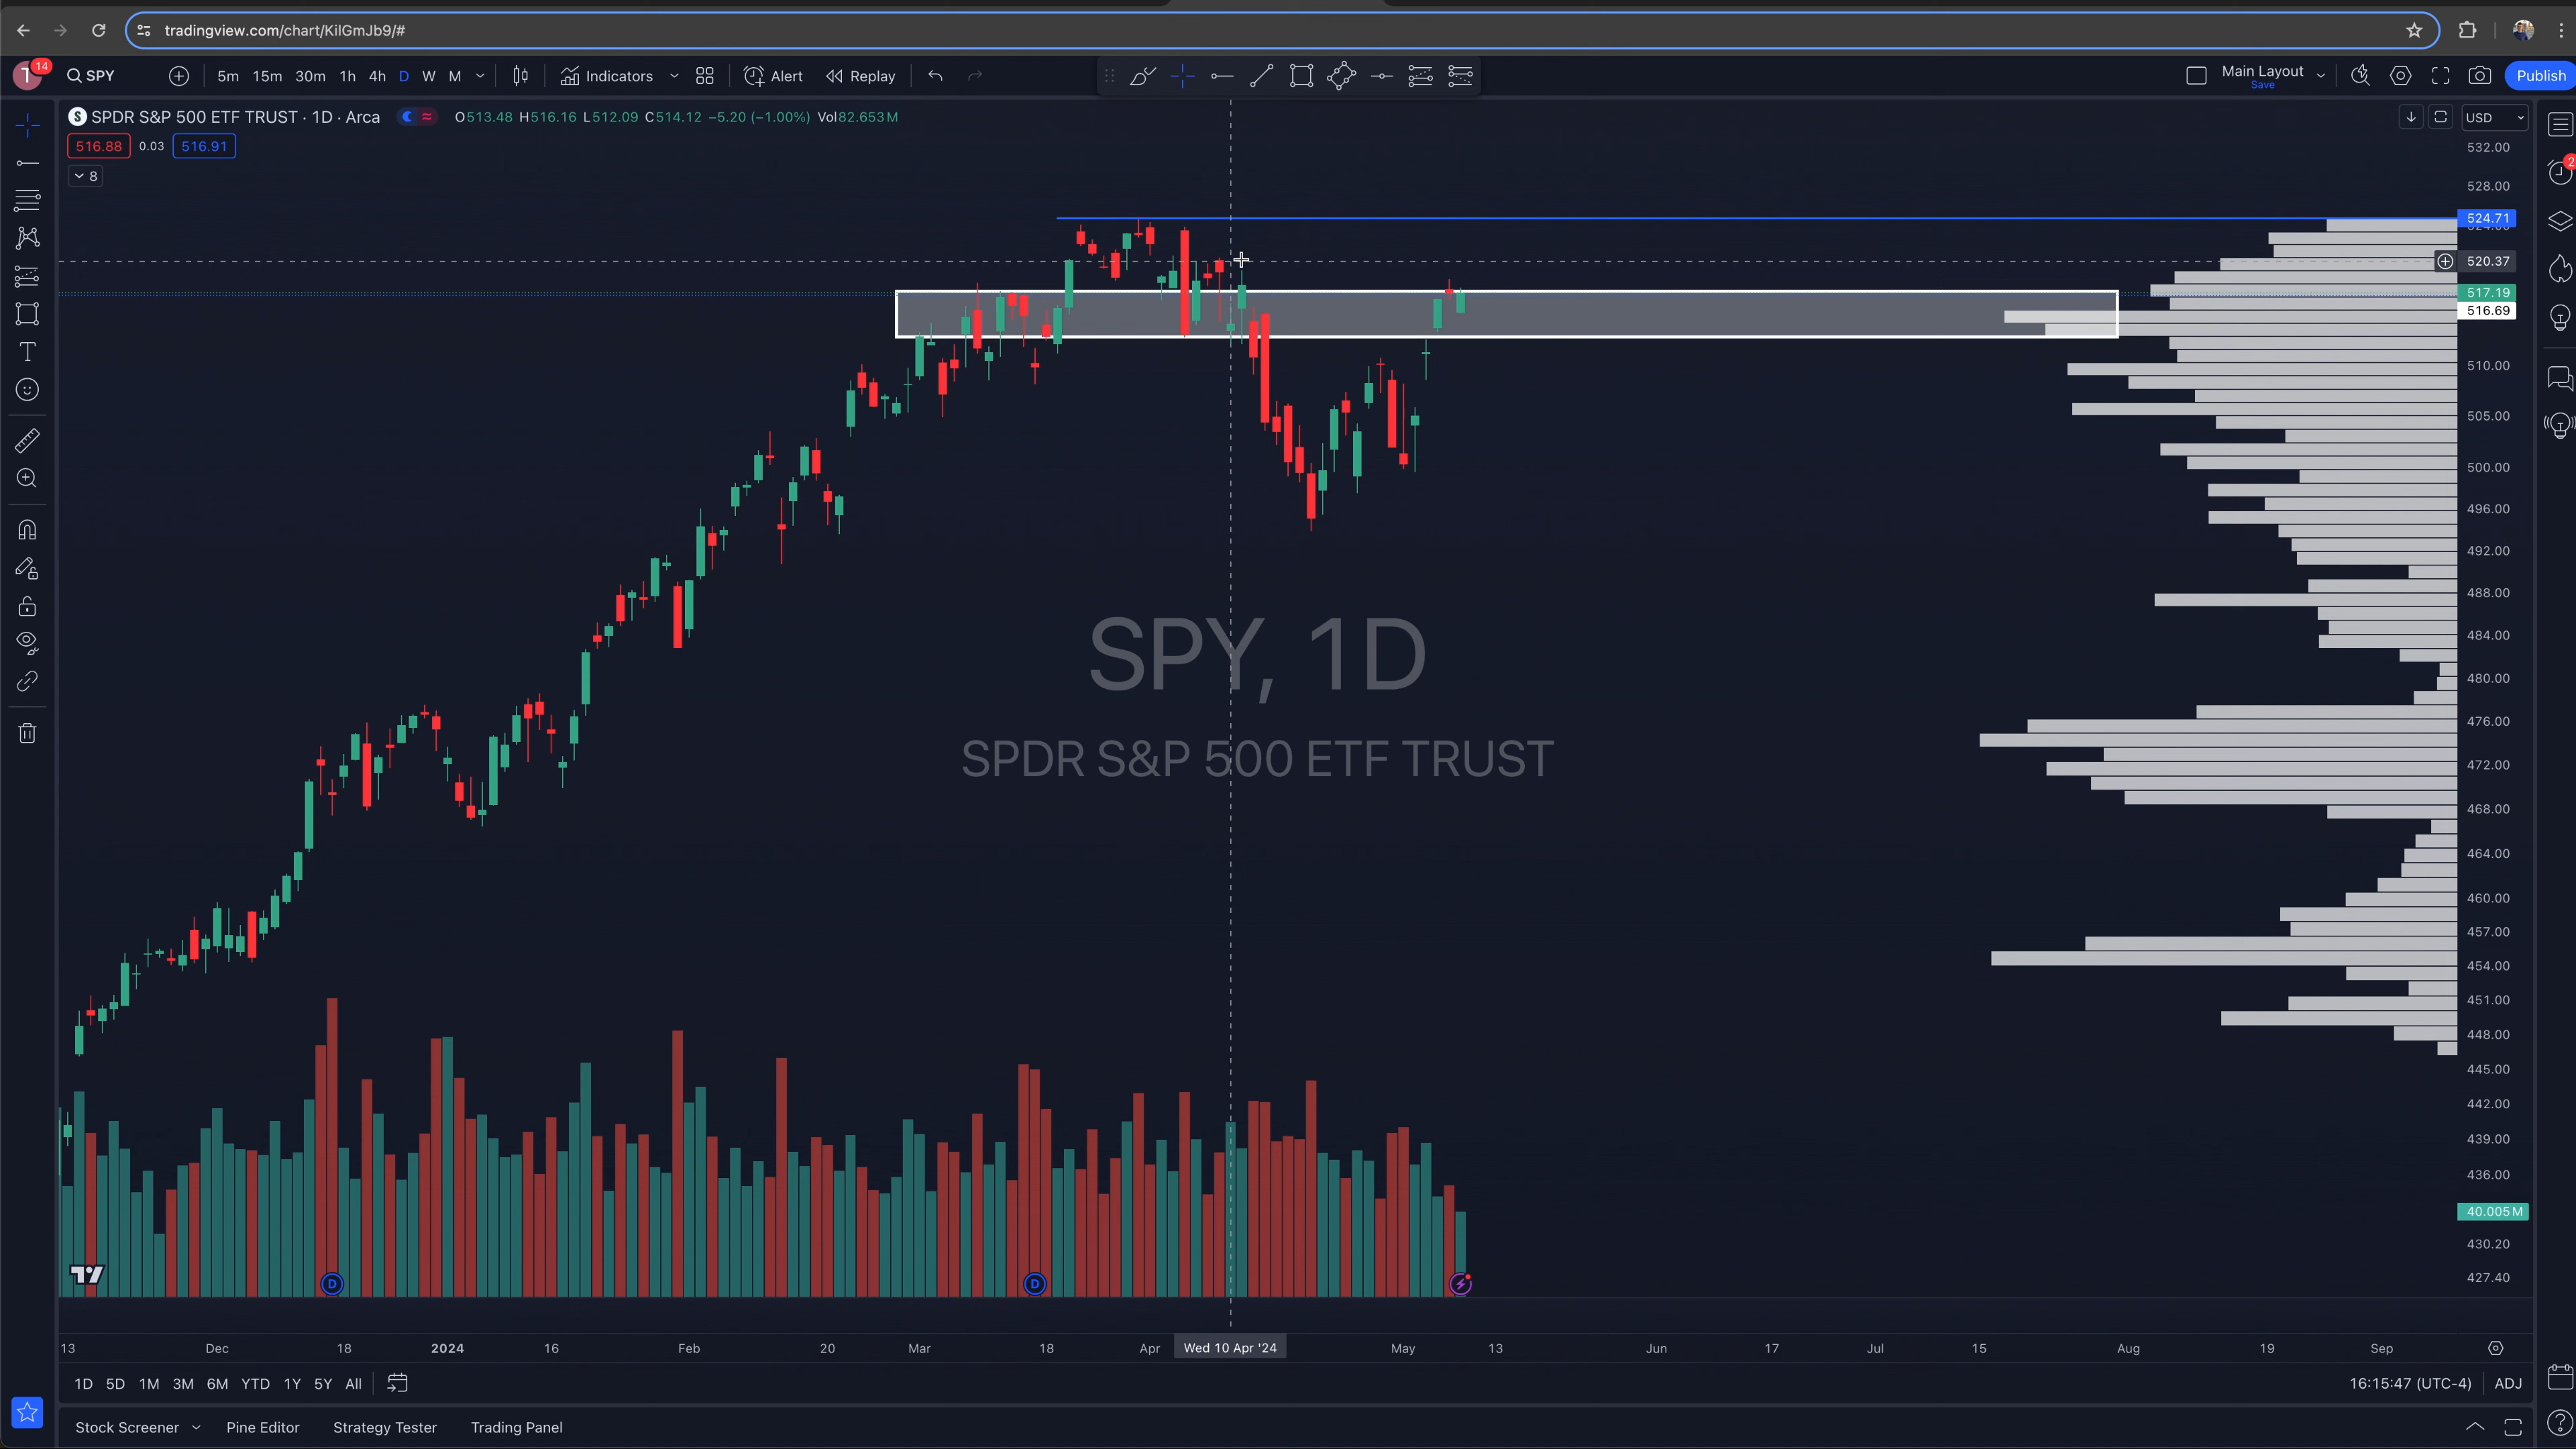 tradingview.com/chart/KilGmJb9/#
14
SPY 5m 15m 30m 1h 4h D W M Indicators Alert Replay Main Layout Save Publish
SPDR S&P 500 ETF TRUST · 1D · Arca O513.48 H516.16 L512.09 C514.12 −5.20 (−1.00%) Vol82.653M
USD
516.88 0.03 516.91
8
532.00
2
528.00
524.71
520.37
517.19
516.69
510.00
505.00
500.00
496.00
492.00
488.00
484.00
480.00
476.00
472.00
468.00
464.00
460.00
457.00
454.00
451.00
448.00
445.00
442.00
439.00
436.00
40.005M
430.20
427.40
SPY, 1D
SPDR S&P 500 ETF TRUST
D D
13 Dec 18 2024 16 Feb 20 Mar 18 Apr Wed 10 Apr '24 May 13 Jun 17 Jul 15 Aug 19 Sep
1D 5D 1M 3M 6M YTD 1Y 5Y All 16:15:47 (UTC-4) ADJ
Stock Screener Pine Editor Strategy Tester Trading Panel